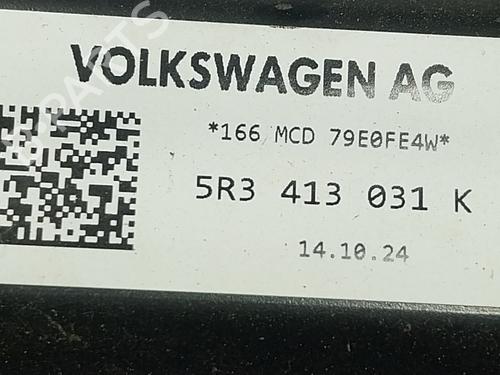 VOLKSWAGEN AG
*166 MCD 79E0FE4W*
5R3 413 031 K
14.10.24